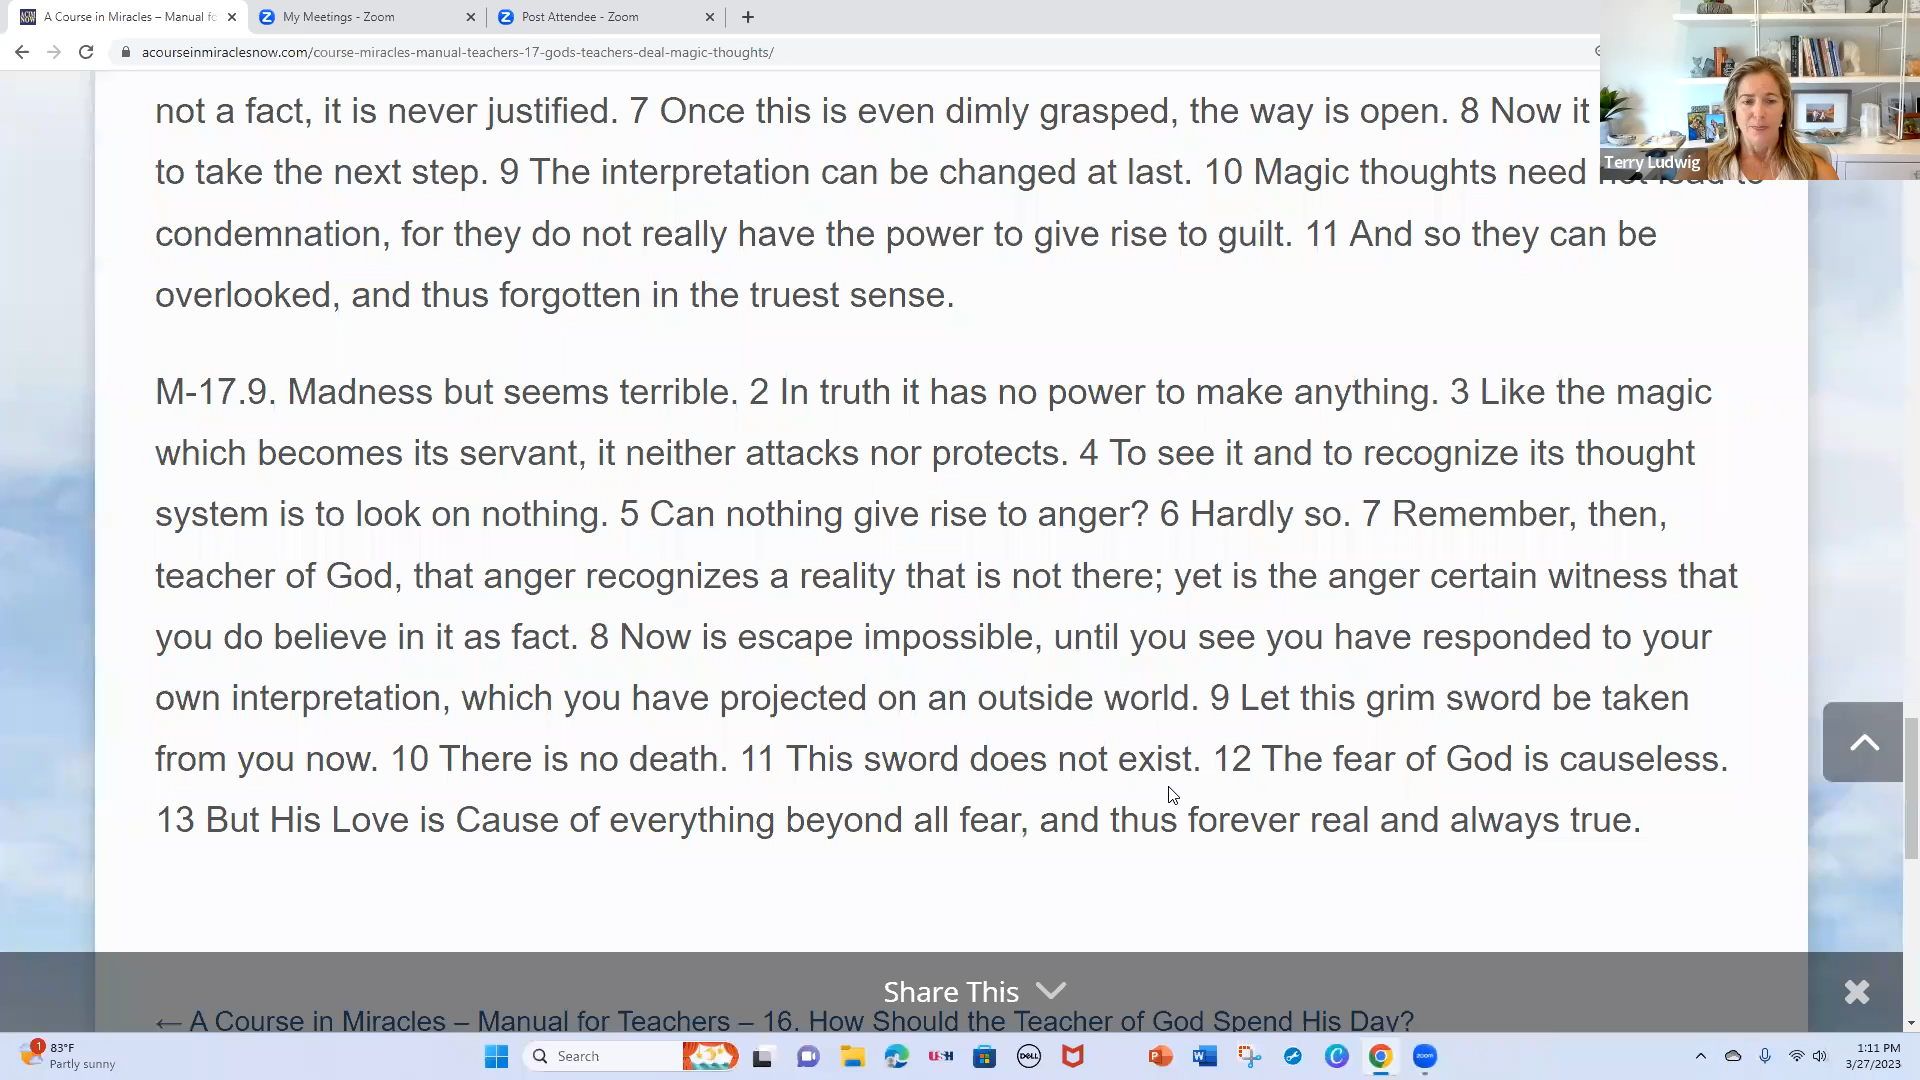 A Course in Miracles – Manual fo
My Meetings - Zoom
Post Attendee - Zoom
acourseinmiraclesnow.com/course-miracles-manual-teachers-17-gods-teachers-deal-magic-thoughts/
Terry Ludwig
not a fact, it is never justified. 7 Once this is even dimly grasped, the way is open. 8 Now it
to take the next step. 9 The interpretation can be changed at last. 10 Magic thoughts need not lead to
condemnation, for they do not really have the power to give rise to guilt. 11 And so they can be
overlooked, and thus forgotten in the truest sense.
M-17.9. Madness but seems terrible. 2 In truth it has no power to make anything. 3 Like the magic
which becomes its servant, it neither attacks nor protects. 4 To see it and to recognize its thought
system is to look on nothing. 5 Can nothing give rise to anger? 6 Hardly so. 7 Remember, then,
teacher of God, that anger recognizes a reality that is not there; yet is the anger certain witness that
you do believe in it as fact. 8 Now is escape impossible, until you see you have responded to your
own interpretation, which you have projected on an outside world. 9 Let this grim sword be taken
from you now. 10 There is no death. 11 This sword does not exist. 12 The fear of God is causeless.
13 But His Love is Cause of everything beyond all fear, and thus forever real and always true.
Share This
← A Course in Miracles – Manual for Teachers – 16. How Should the Teacher of God Spend His Day?
1
83°F
Partly sunny
Search
USH
DELL
zoom
1:11 PM
3/27/2023